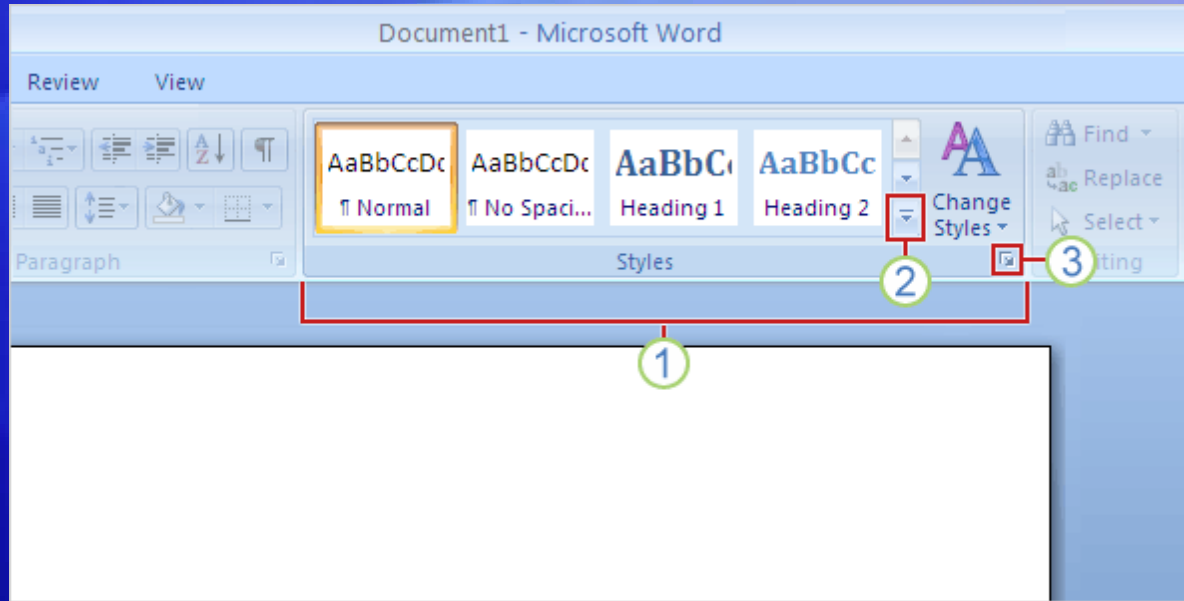 Document1 - Microsoft Word
Review View
AaBbCcDc AaBbCcDc AaBbC AaBbCc
¶ Normal ¶ No Spaci... Heading 1 Heading 2
Change
Styles
Find
Replace
Select
Paragraph Styles iting
2
3
1